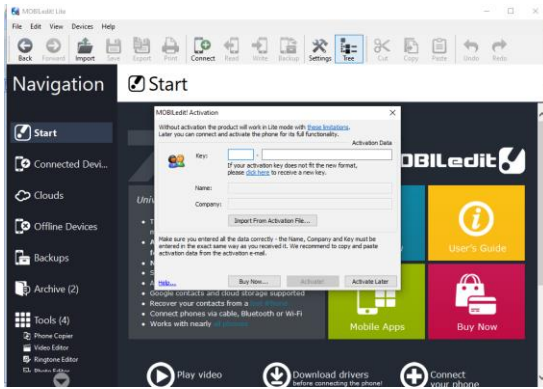 MOBILedit! Lite
File Edit View Devices Help
Back Forward Import Save Export Print Connect Read Write Backup Settings Tree Cut Copy Paste Undo Redo
Navigation
Start
Start
Connected Devi...
Clouds
Offline Devices
Backups
Archive (2)
Tools (4)
Phone Copier
Video Editor
Ringtone Editor
Photo Editor
MOBILedit! Activation
Without activation the product will work in Lite mode with these limitations.
Later you can connect and activate the phone for its full functionality.
Activation Data
Key:
-
If your activation key does not fit the new format,
please click here to receive a new key.
Name:
Company:
Import From Activation File...
Make sure you entered all the data correctly - the Name, Company and Key must be
entered in the exact same way as you received it. We recommend to copy and paste
activation data from the activation e-mail.
Help...
Buy Now...
Activate!
Activate Later
OBILedit
Uni
Google contacts and cloud storage supported
Recover your contacts from a
Connect phones via cable, Bluetooth or Wi-Fi
Works with nearly all phones
User's Guide
Mobile Apps
Buy Now
Play video
Download drivers
before connecting the phone!
Connect
your phone